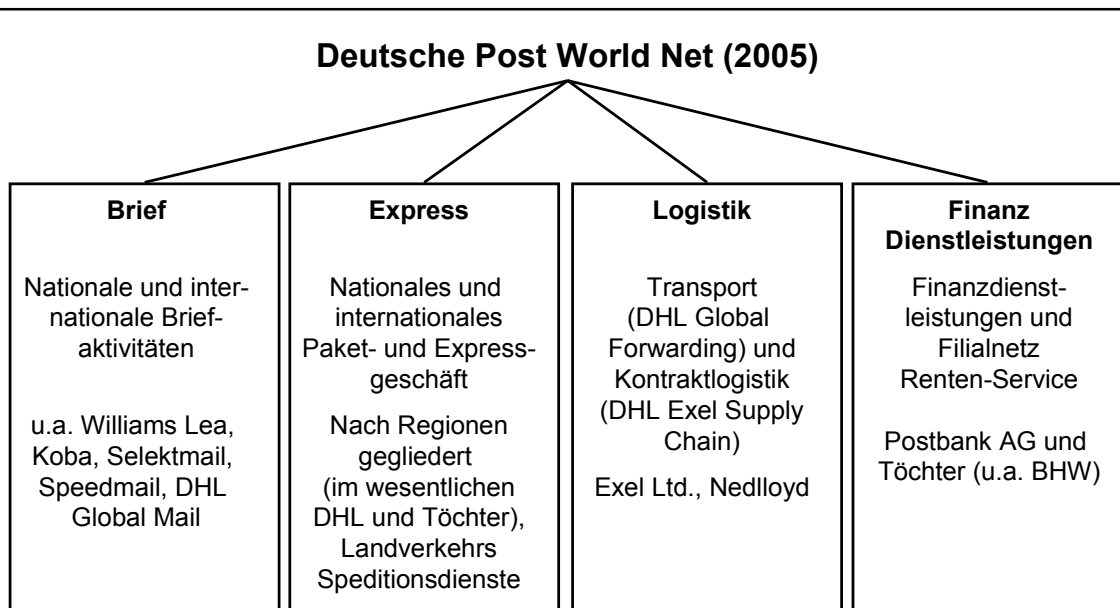 Deutsche Post World Net (2005)
Brief
Nationale und inter-
nationale Brief-
aktivitäten
u.a. Williams Lea,
Koba, Selektmail,
Speedmail, DHL
Global Mail
Express
Nationales und
internationales
Paket- und Express-
geschäft
Nach Regionen
gegliedert
(im wesentlichen
DHL und Töchter),
Landverkehrs
Speditionsdienste
Logistik
Transport
(DHL Global
Forwarding) und
Kontraktlogistik
(DHL Exel Supply
Chain)
Exel Ltd., Nedlloyd
Finanz
Dienstleistungen
Finanzdienst-
leistungen und
Filialnetz
Renten-Service
Postbank AG und
Töchter (u.a. BHW)